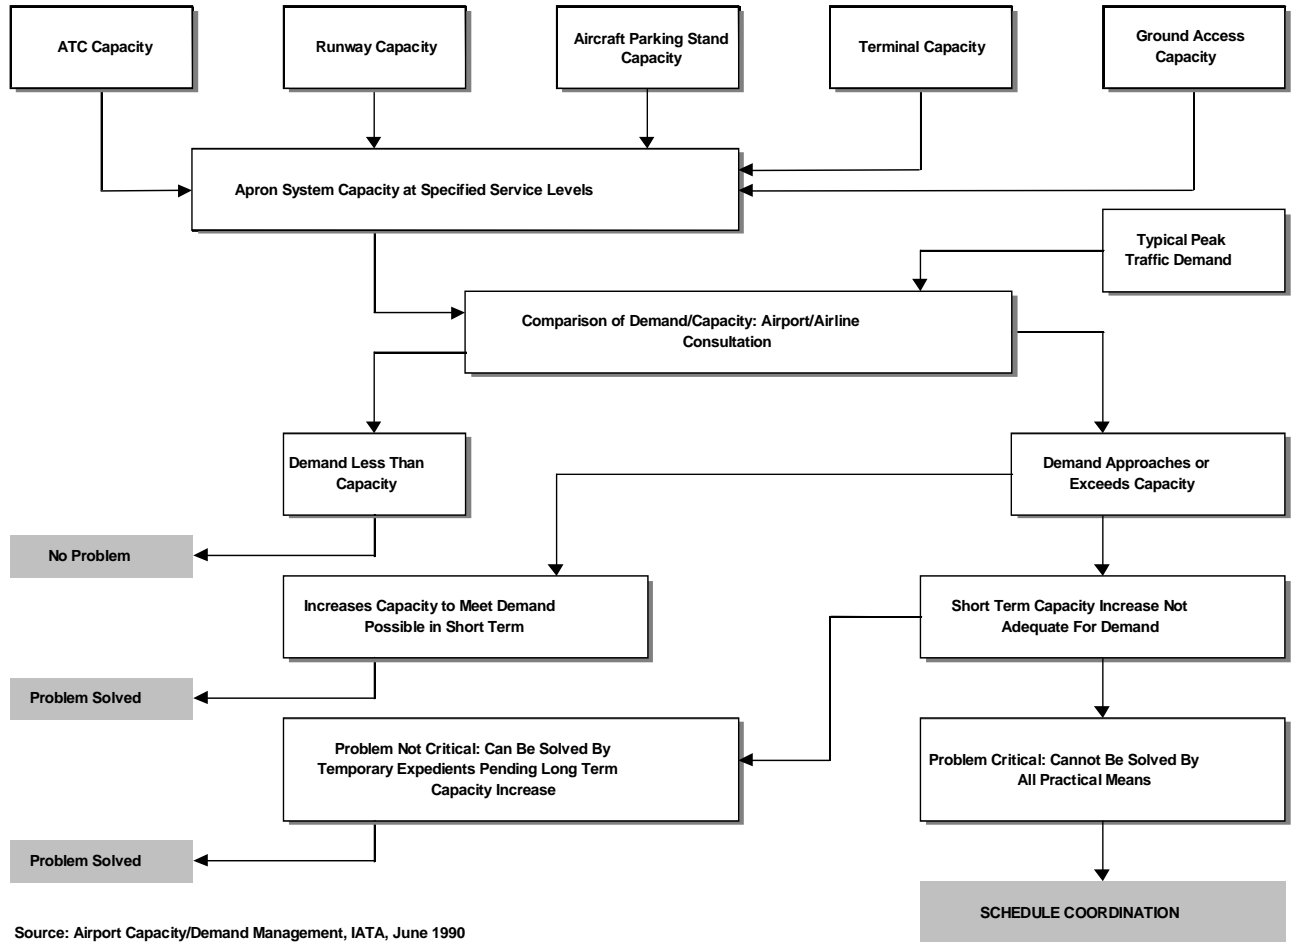 ATC Capacity
Runway Capacity
Aircraft Parking Stand
Capacity
Terminal Capacity
Ground Access
Capacity
Apron System Capacity at Specified Service Levels
Typical Peak
Traffic Demand
Comparison of Demand/Capacity: Airport/Airline
Consultation
Demand Less Than
Capacity
Demand Approaches or
Exceeds Capacity
No Problem
Increases Capacity to Meet Demand
Possible in Short Term
Short Term Capacity Increase Not
Adequate For Demand
Problem Solved
Problem Not Critical: Can Be Solved By
Temporary Expedients Pending Long Term
Capacity Increase
Problem Critical: Cannot Be Solved By
All Practical Means
Problem Solved
SCHEDULE COORDINATION
Source: Airport Capacity/Demand Management, IATA, June 1990